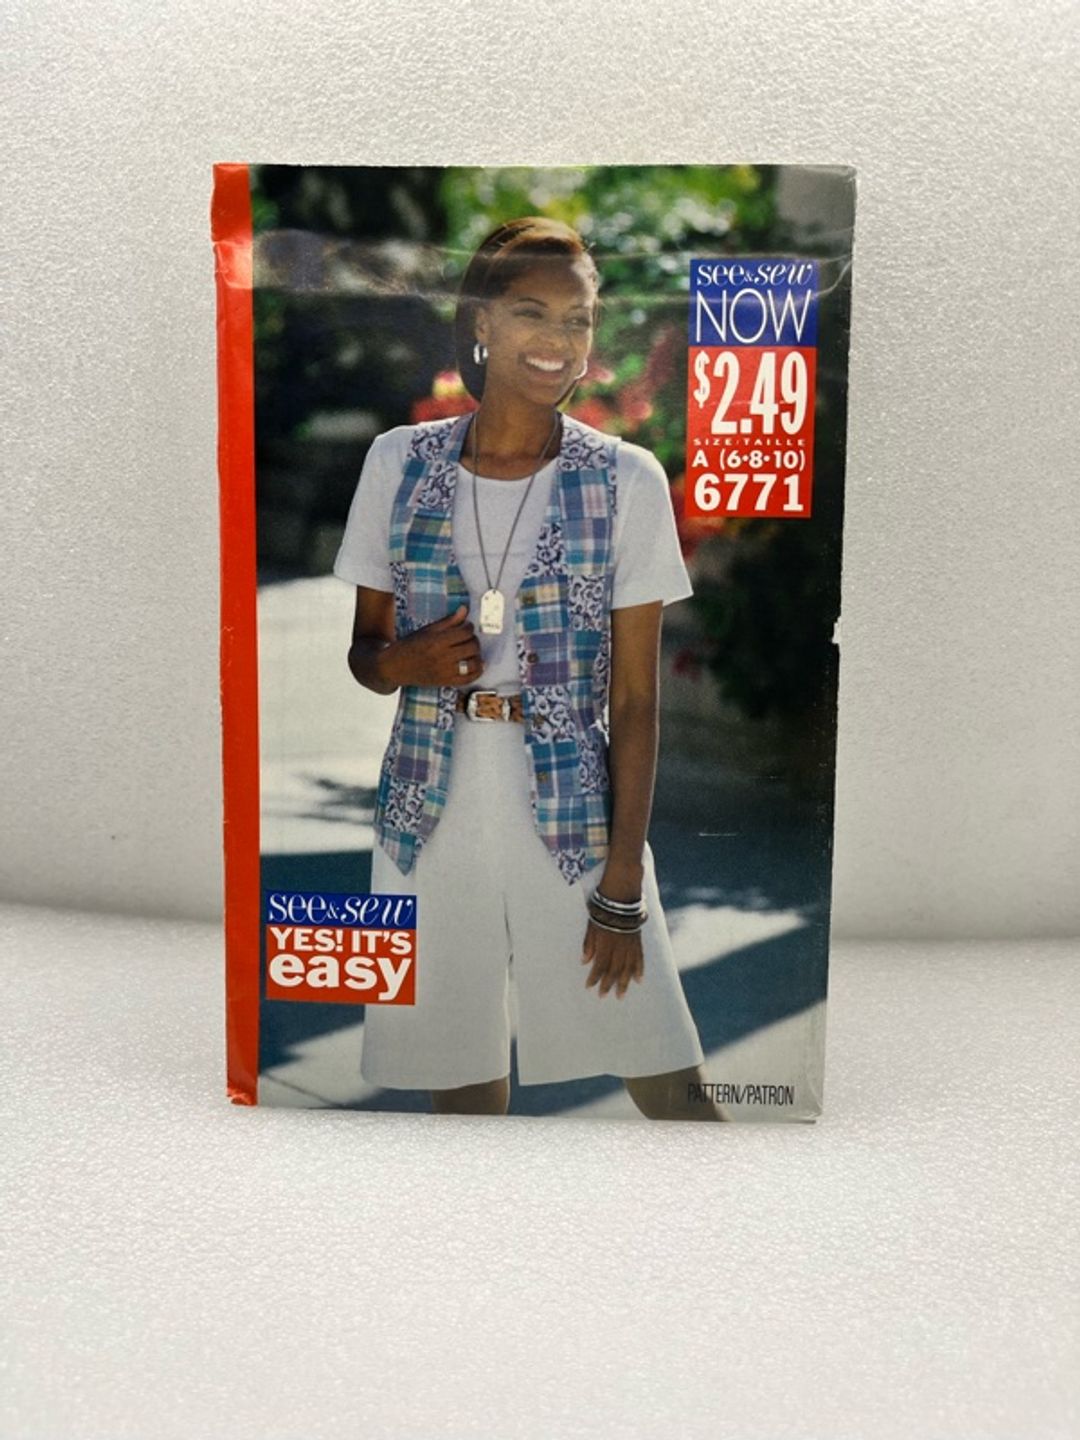 see&sew
NOW
$2.49
SIZE/TAILLE
A (6•8•10)
6771
see&sew
YES! IT'S
easy
PATTERN/PATRON